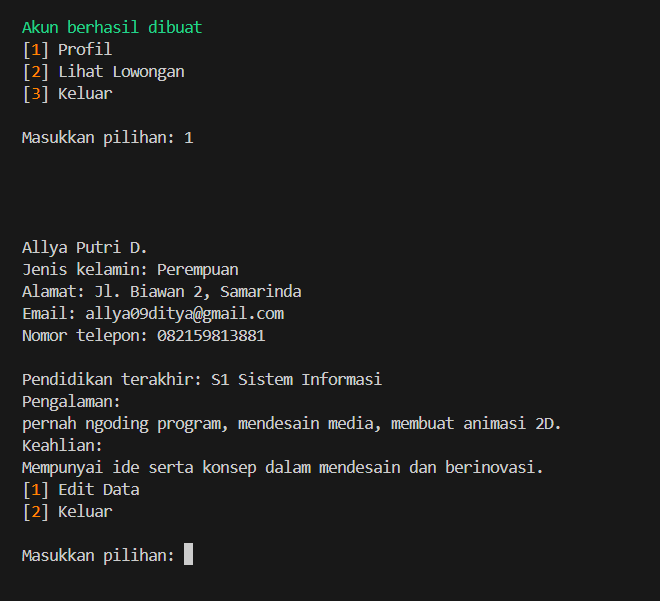 Akun berhasil dibuat
[1] Profil
[2] Lihat Lowongan
[3] Keluar
Masukkan pilihan: 1
Allya Putri D.
Jenis kelamin: Perempuan
Alamat: Jl. Biawan 2, Samarinda
Email: allya09ditya@gmail.com
Nomor telepon: 082159813881
Pendidikan terakhir: S1 Sistem Informasi
Pengalaman:
pernah ngoding program, mendesain media, membuat animasi 2D.
Keahlian:
Mempunyai ide serta konsep dalam mendesain dan berinovasi.
[1] Edit Data
[2] Keluar
Masukkan pilihan: